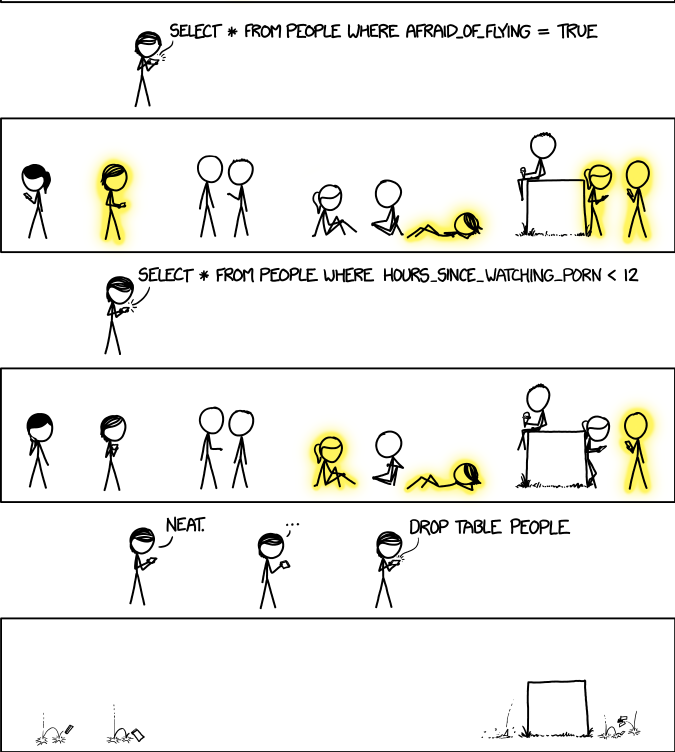 SELECT * FROM PEOPLE WHERE AFRAID_OF_FLYING = TRUE
SELECT * FROM PEOPLE WHERE HOURS_SINCE_WATCHING_PORN < 12
NEAT.
...
DROP TABLE PEOPLE